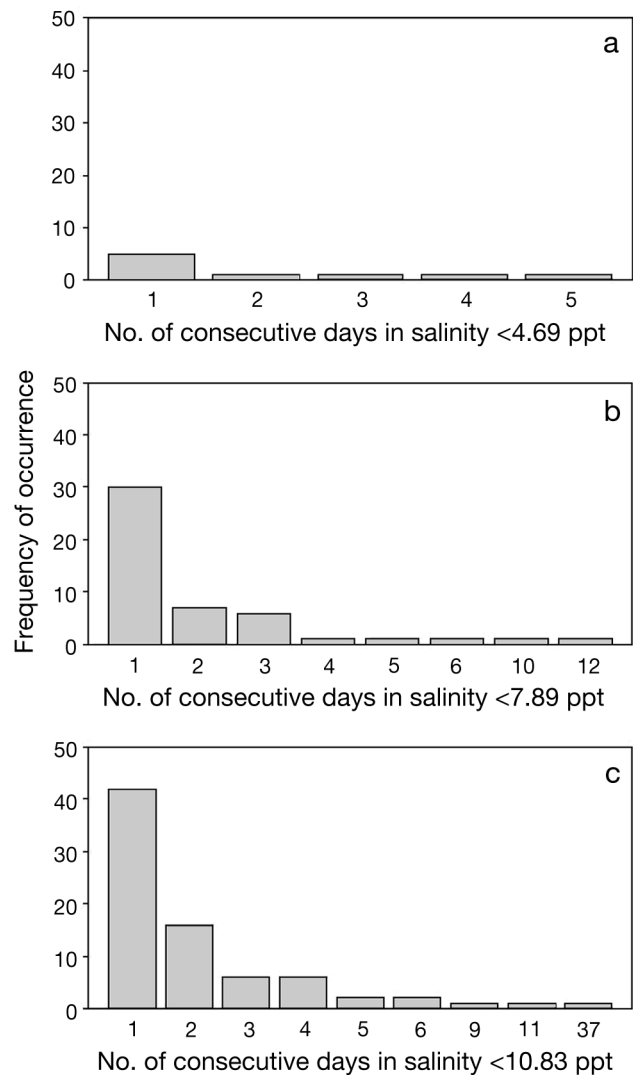 a
50
40
30
20
10
0
1 2 3 4 5
No. of consecutive days in salinity <4.69 ppt
Frequency of occurrence
b
50
40
30
20
10
0
1 2 3 4 5 6 10 12
No. of consecutive days in salinity <7.89 ppt
c
50
40
30
20
10
0
1 2 3 4 5 6 9 11 37
No. of consecutive days in salinity <10.83 ppt